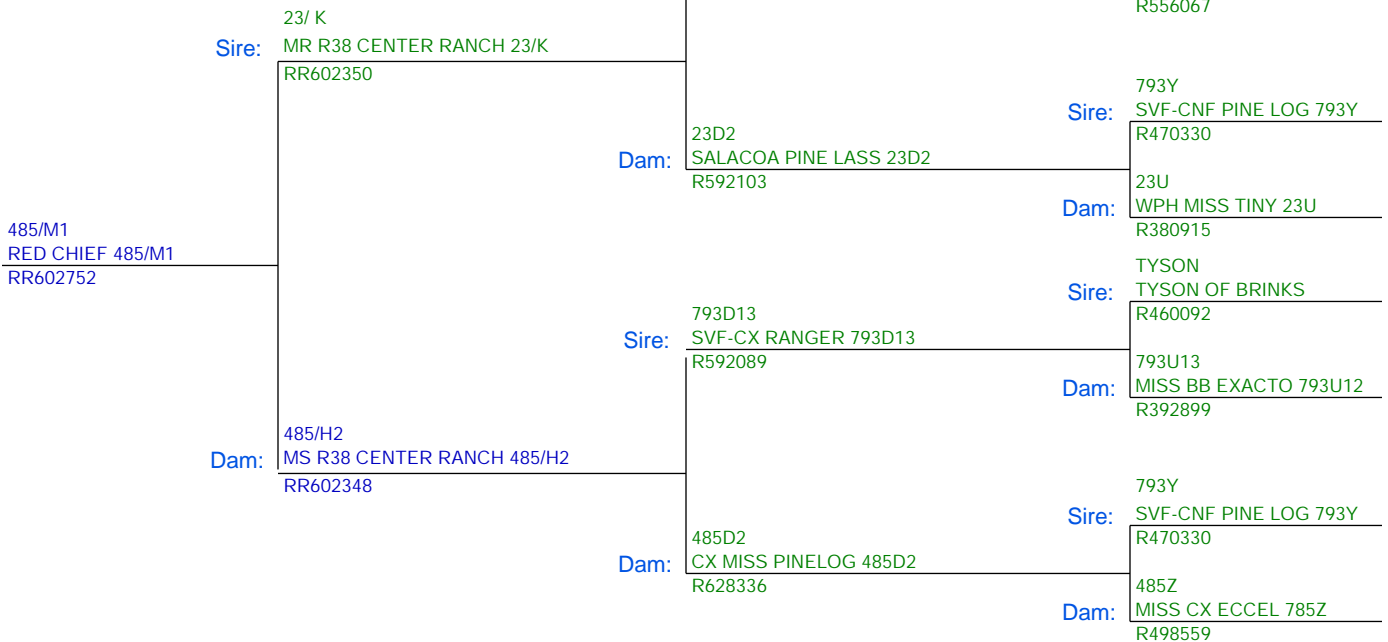 R556067
23/ K
Sire: MR R38 CENTER RANCH 23/K
RR602350
793Y
Sire: SVF-CNF PINE LOG 793Y
R470330
23D2
Dam: SALACOA PINE LASS 23D2
R592103
23U
Dam: WPH MISS TINY 23U
R380915
485/M1
RED CHIEF 485/M1
RR602752
TYSON
Sire: TYSON OF BRINKS
R460092
793D13
Sire: SVF-CX RANGER 793D13
R592089
793U13
Dam: MISS BB EXACTO 793U12
R392899
485/H2
Dam: MS R38 CENTER RANCH 485/H2
RR602348
793Y
Sire: SVF-CNF PINE LOG 793Y
R470330
485D2
Dam: CX MISS PINELOG 485D2
R628336
485Z
Dam: MISS CX ECCEL 785Z
R498559